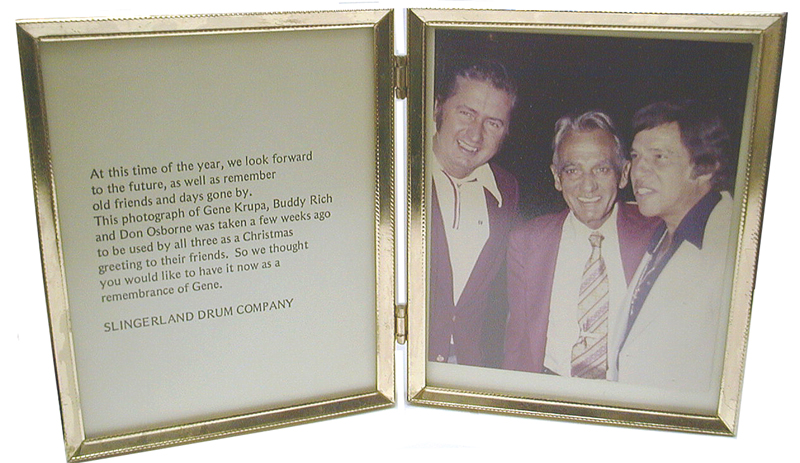 At this time of the year, we look forward
to the future, as well as remember
old friends and days gone by.
This photograph of Gene Krupa, Buddy Rich
and Don Osborne was taken a few weeks ago
to be used by all three as a Christmas
greeting to their friends. So we thought
you would like to have it now as a
remembrance of Gene.
SLINGERLAND DRUM COMPANY